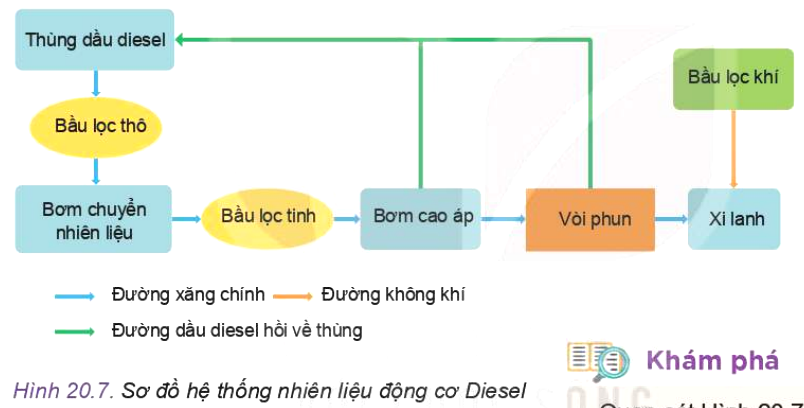 Thùng dầu diesel
Bầu lọc khí
Bầu lọc thô
Bơm chuyển
nhiên liệu
Bầu lọc tinh
Bơm cao áp
Vòi phun
Xi lanh
Đường xăng chính
Đường không khí
Đường dầu diesel hồi về thùng
Khám phá
Hình 20.7. Sơ đồ hệ thống nhiên liệu động cơ Diesel